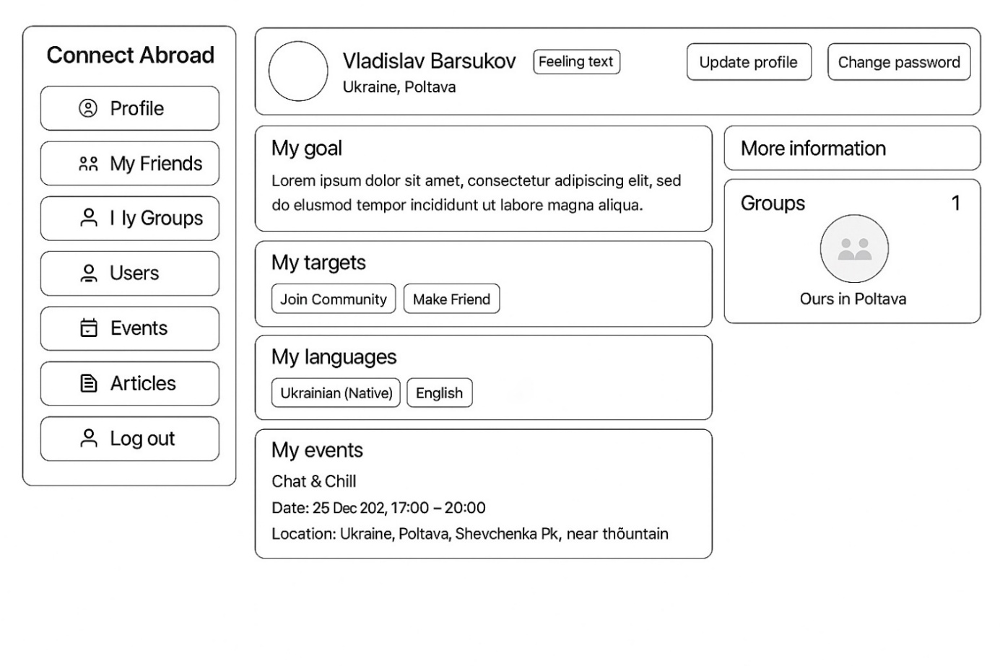 Connect Abroad
Profile
My Friends
I ly Groups
Users
Events
Articles
Log out
Vladislav Barsukov
Feeling text
Ukraine, Poltava
Update profile
Change password
My goal
Lorem ipsum dolor sit amet, consectetur adipiscing elit, sed
do elusmod tempor incididunt ut labore magna aliqua.
My targets
Join Community
Make Friend
My languages
Ukrainian (Native)
English
My events
Chat & Chill
Date: 25 Dec 202, 17:00 – 20:00
Location: Ukraine, Poltava, Shevchenka Pk, near thõuntain
More information
Groups 1
Ours in Poltava